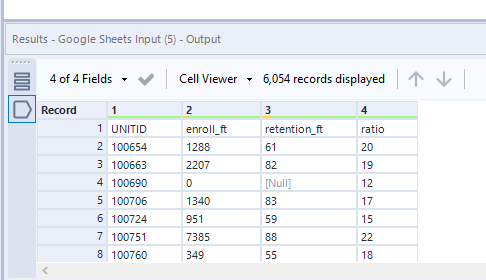 Results - Google Sheets Input (5) - Output
4 of 4 Fields Cell Viewer 6,054 records displayed
Record 1 2 3 4
1 UNITID enroll_ft retention_ft ratio
2 100654 1288 61 20
3 100663 2207 82 19
4 100690 0 [Null] 12
5 100706 1340 83 17
6 100724 951 59 15
7 100751 7385 88 22
8 100760 349 55 18